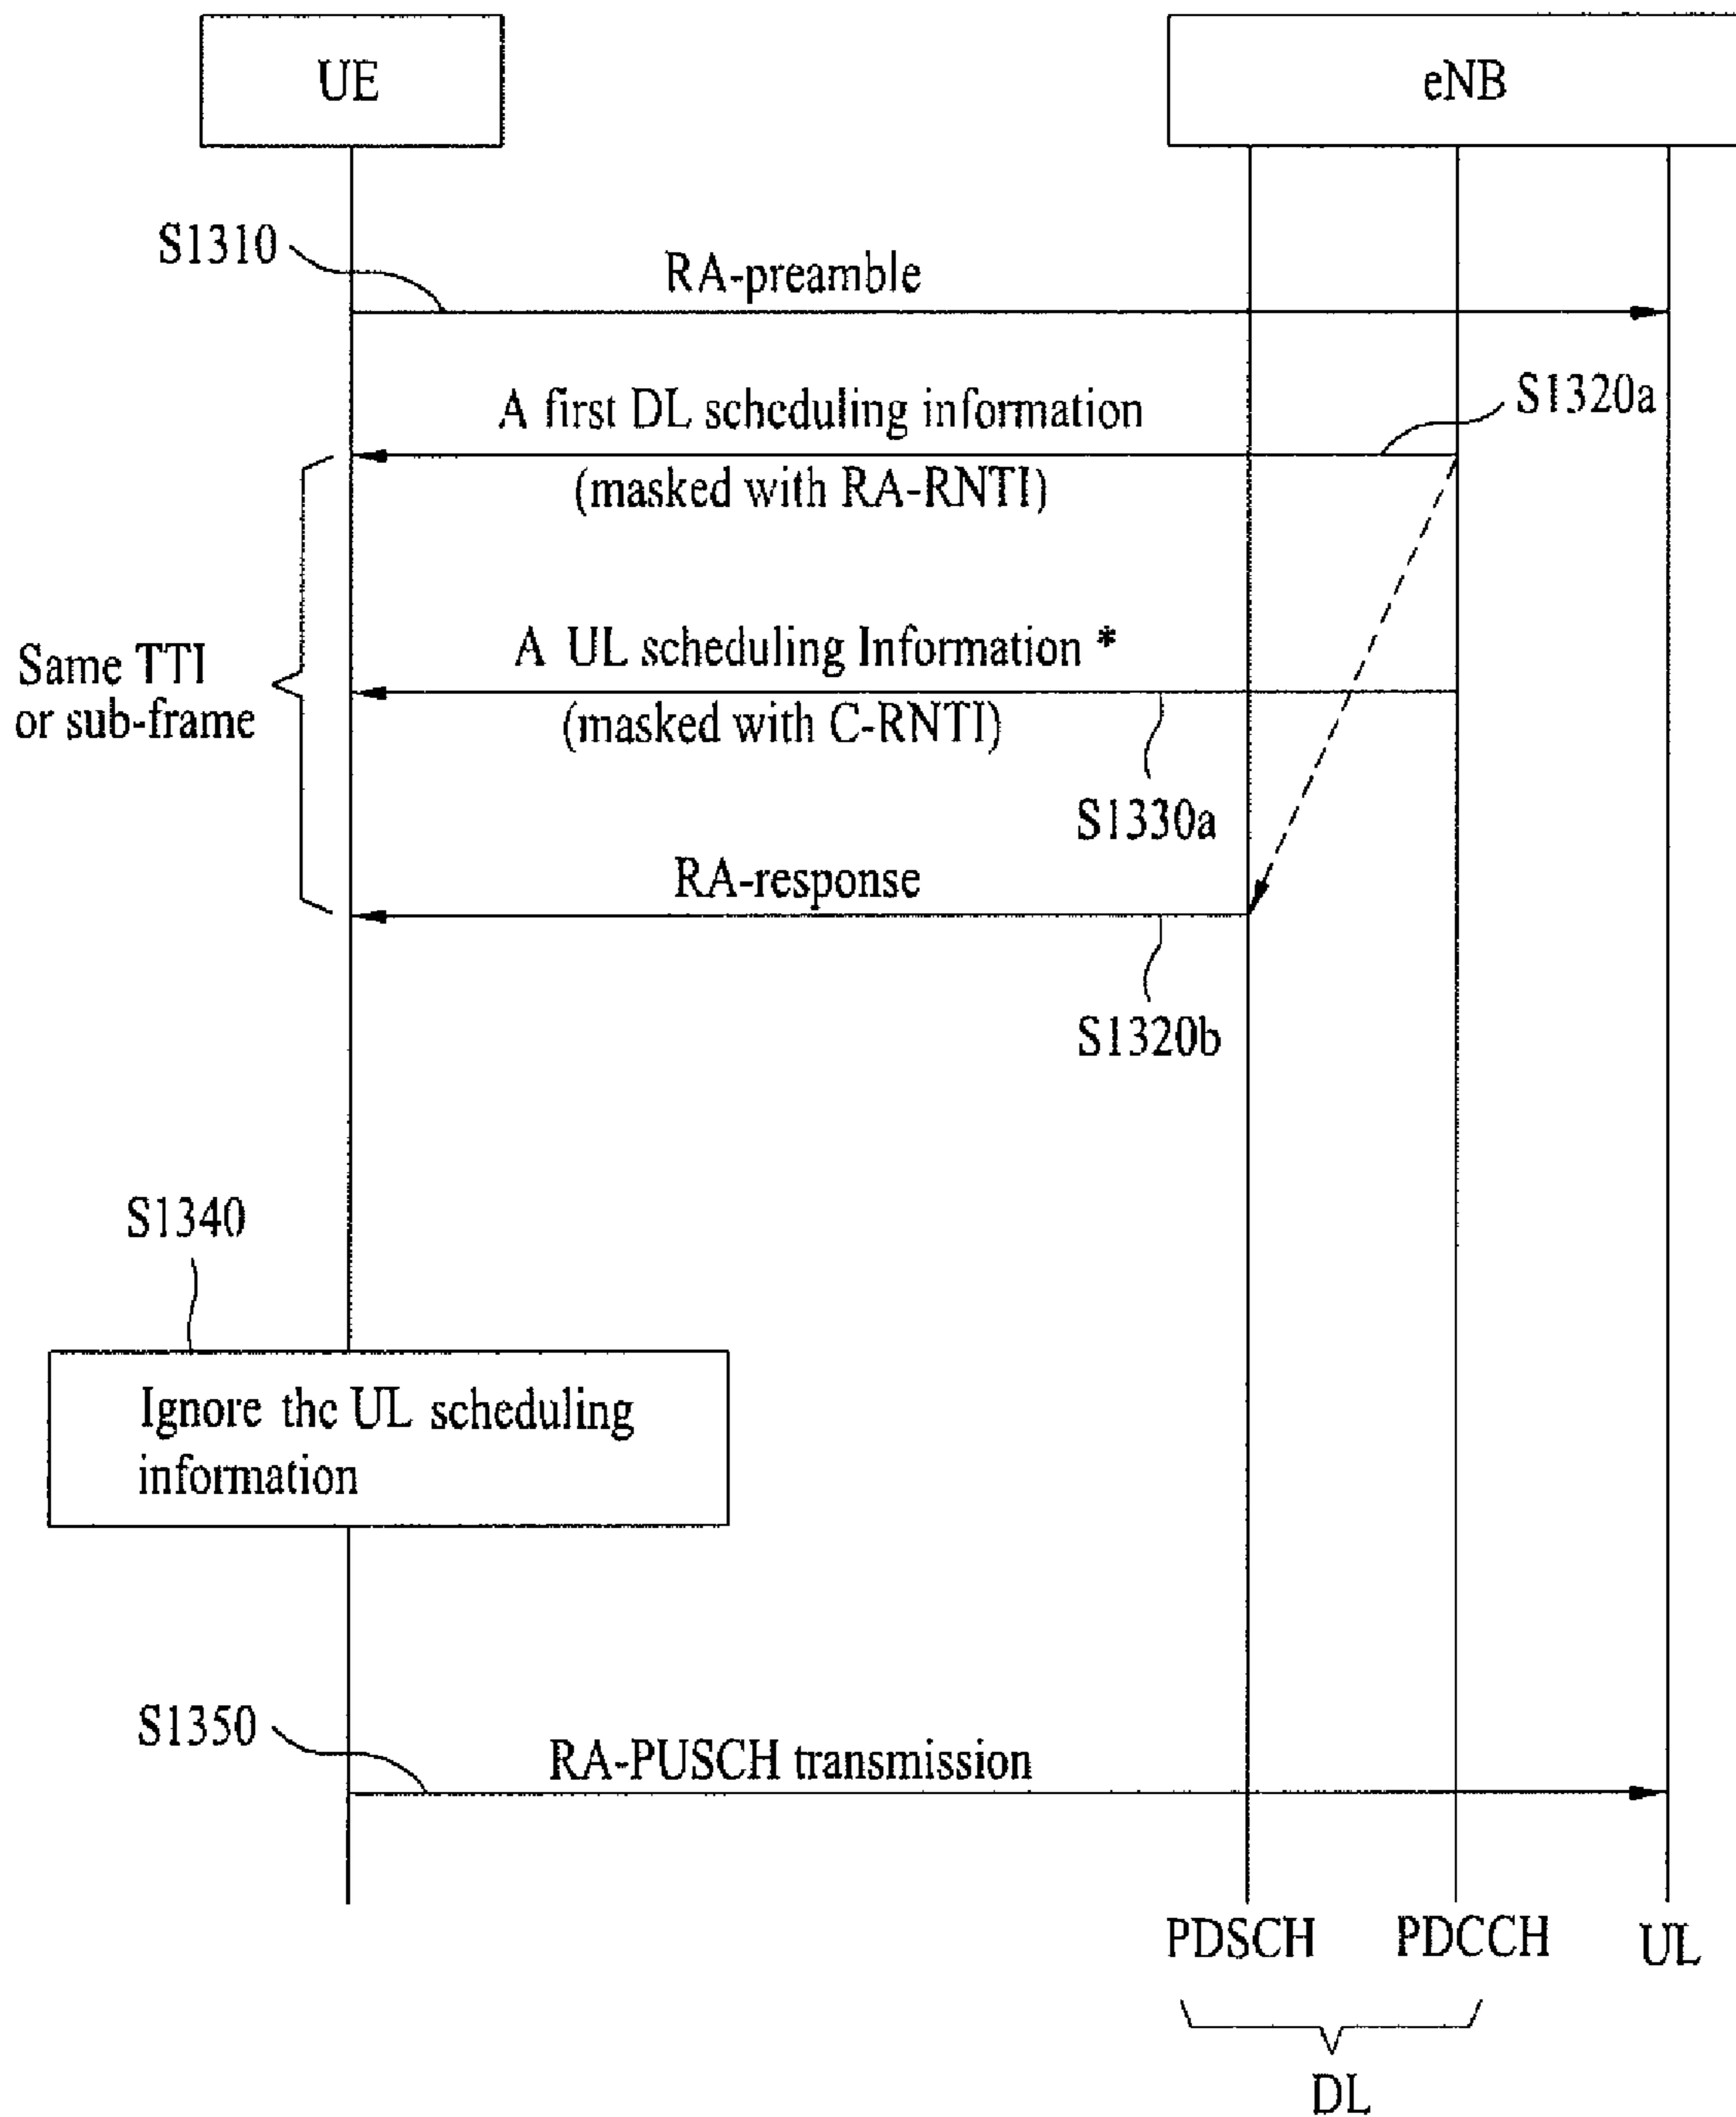 UE
eNB
S1310
RA-preamble
A first DL scheduling information
S1320a
(masked with RA-RNTI)
A UL scheduling Information *
Same TTI
or sub-frame
(masked with C-RNTI)
S1330a
RA-response
S1320b
S1340
Ignore the UL scheduling
information
S1350
RA-PUSCH transmission
PDSCH
PDCCH
UL
DL